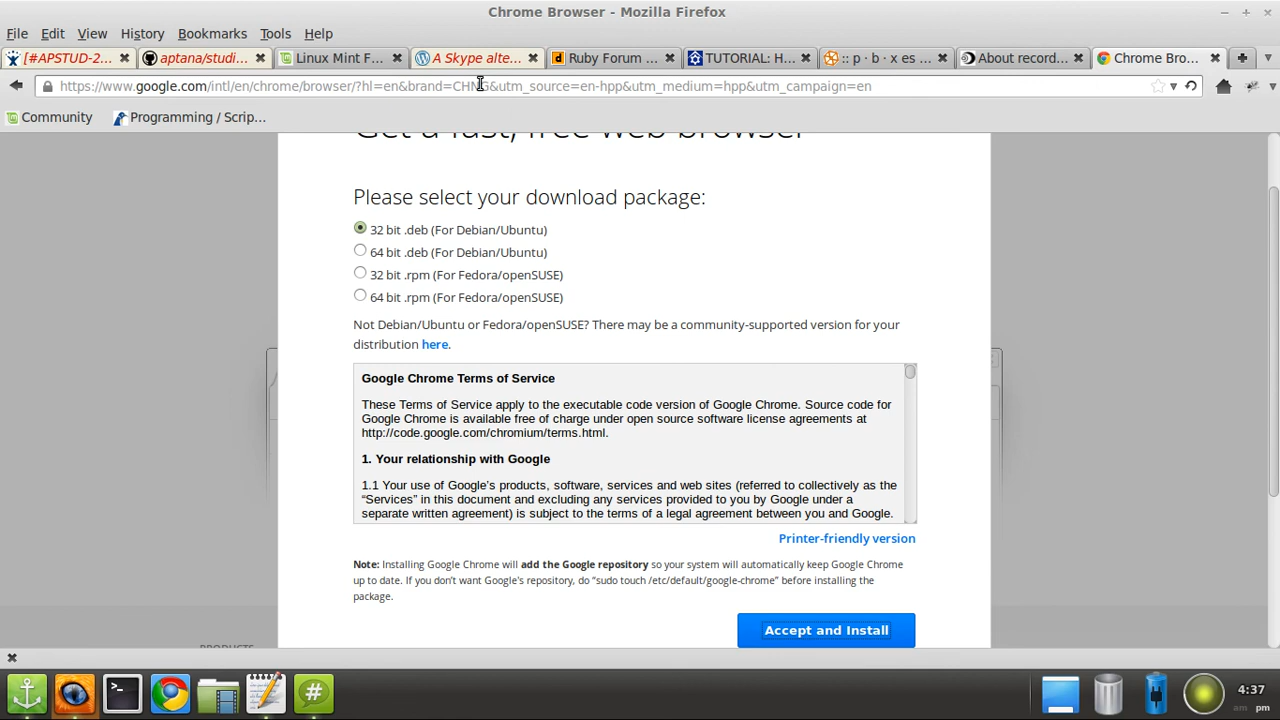 Chrome Browser - Mozilla Firefox
File Edit View History Bookmarks Tools Help
[#APSTUD-2... aptana/studi... Linux Mint F... A Skype alte... Ruby Forum ... TUTORIAL: H... :: p · b · x es ... About record... Chrome Bro...
https://www.google.com/intl/en/chrome/browser/?hl=en&brand=CHNG&utm_source=en-hpp&utm_medium=hpp&utm_campaign=en
Community Programming / Scrip...
Get a fast, free web browser
Please select your download package:
32 bit .deb (For Debian/Ubuntu)
64 bit .deb (For Debian/Ubuntu)
32 bit .rpm (For Fedora/openSUSE)
64 bit .rpm (For Fedora/openSUSE)
Not Debian/Ubuntu or Fedora/openSUSE? There may be a community-supported version for your
distribution here.
Google Chrome Terms of Service
These Terms of Service apply to the executable code version of Google Chrome. Source code for
Google Chrome is available free of charge under open source software license agreements at
http://code.google.com/chromium/terms.html.
1. Your relationship with Google
1.1 Your use of Google's products, software, services and web sites (referred to collectively as the
“Services” in this document and excluding any services provided to you by Google under a
separate written agreement) is subject to the terms of a legal agreement between you and Google.
Printer-friendly version
Note: Installing Google Chrome will add the Google repository so your system will automatically keep Google Chrome
up to date. If you don't want Google's repository, do “sudo touch /etc/default/google-chrome” before installing the
package.
Accept and Install
PRODUCTS
4:37
am pm